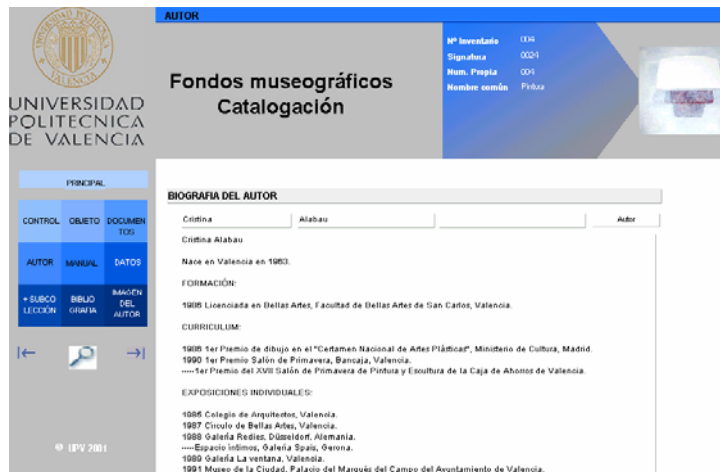 AUTOR
UNIVERSIDAD
POLITECNICA
DE VALENCIA
Fondos museográficos
Catalogación
Nº Inventario 004
Signatura 0024
Num. Propia 004
Nombre común Pintura
PRINCIPAL
CONTROL OBJETO DOCUMEN
TOS
AUTOR MANUAL DATOS
+ SUBCO
LECCIÓN
BIBLIO
GRAFIA
IMAGEN
DEL
AUTOR
© UPV 2001
BIOGRAFIA DEL AUTOR
Cristina Alabau Autor
Cristina Alabau
Nace en Valencia en 1963.
FORMACIÓN:
1986 Licenciada en Bellas Artes, Facultad de Bellas Artes de San Carlos, Valencia.
CURRICULUM:
1986 1er Premio de dibujo en el "Certamen Nacional de Artes Plásticas", Ministerio de Cultura, Madrid.
1990 1er Premio Salón de Primavera, Bancaja, Valencia.
-----1er Premio del XVII Salón de Primavera de Pintura y Escultura de la Caja de Ahorros de Valencia.
EXPOSICIONES INDIVIDUALES:
1985 Colegio de Arquitectos, Valencia.
1987 Círculo de Bellas Artes, Valencia.
1988 Galería Redies, Düsseldorf, Alemania.
-----Espacio íntimos, Galería Spais, Gerona.
1989 Galería La ventana, Valencia.
1991 Museo de la Ciudad, Palacio del Marqués del Campo del Ayuntamiento de Valencia.